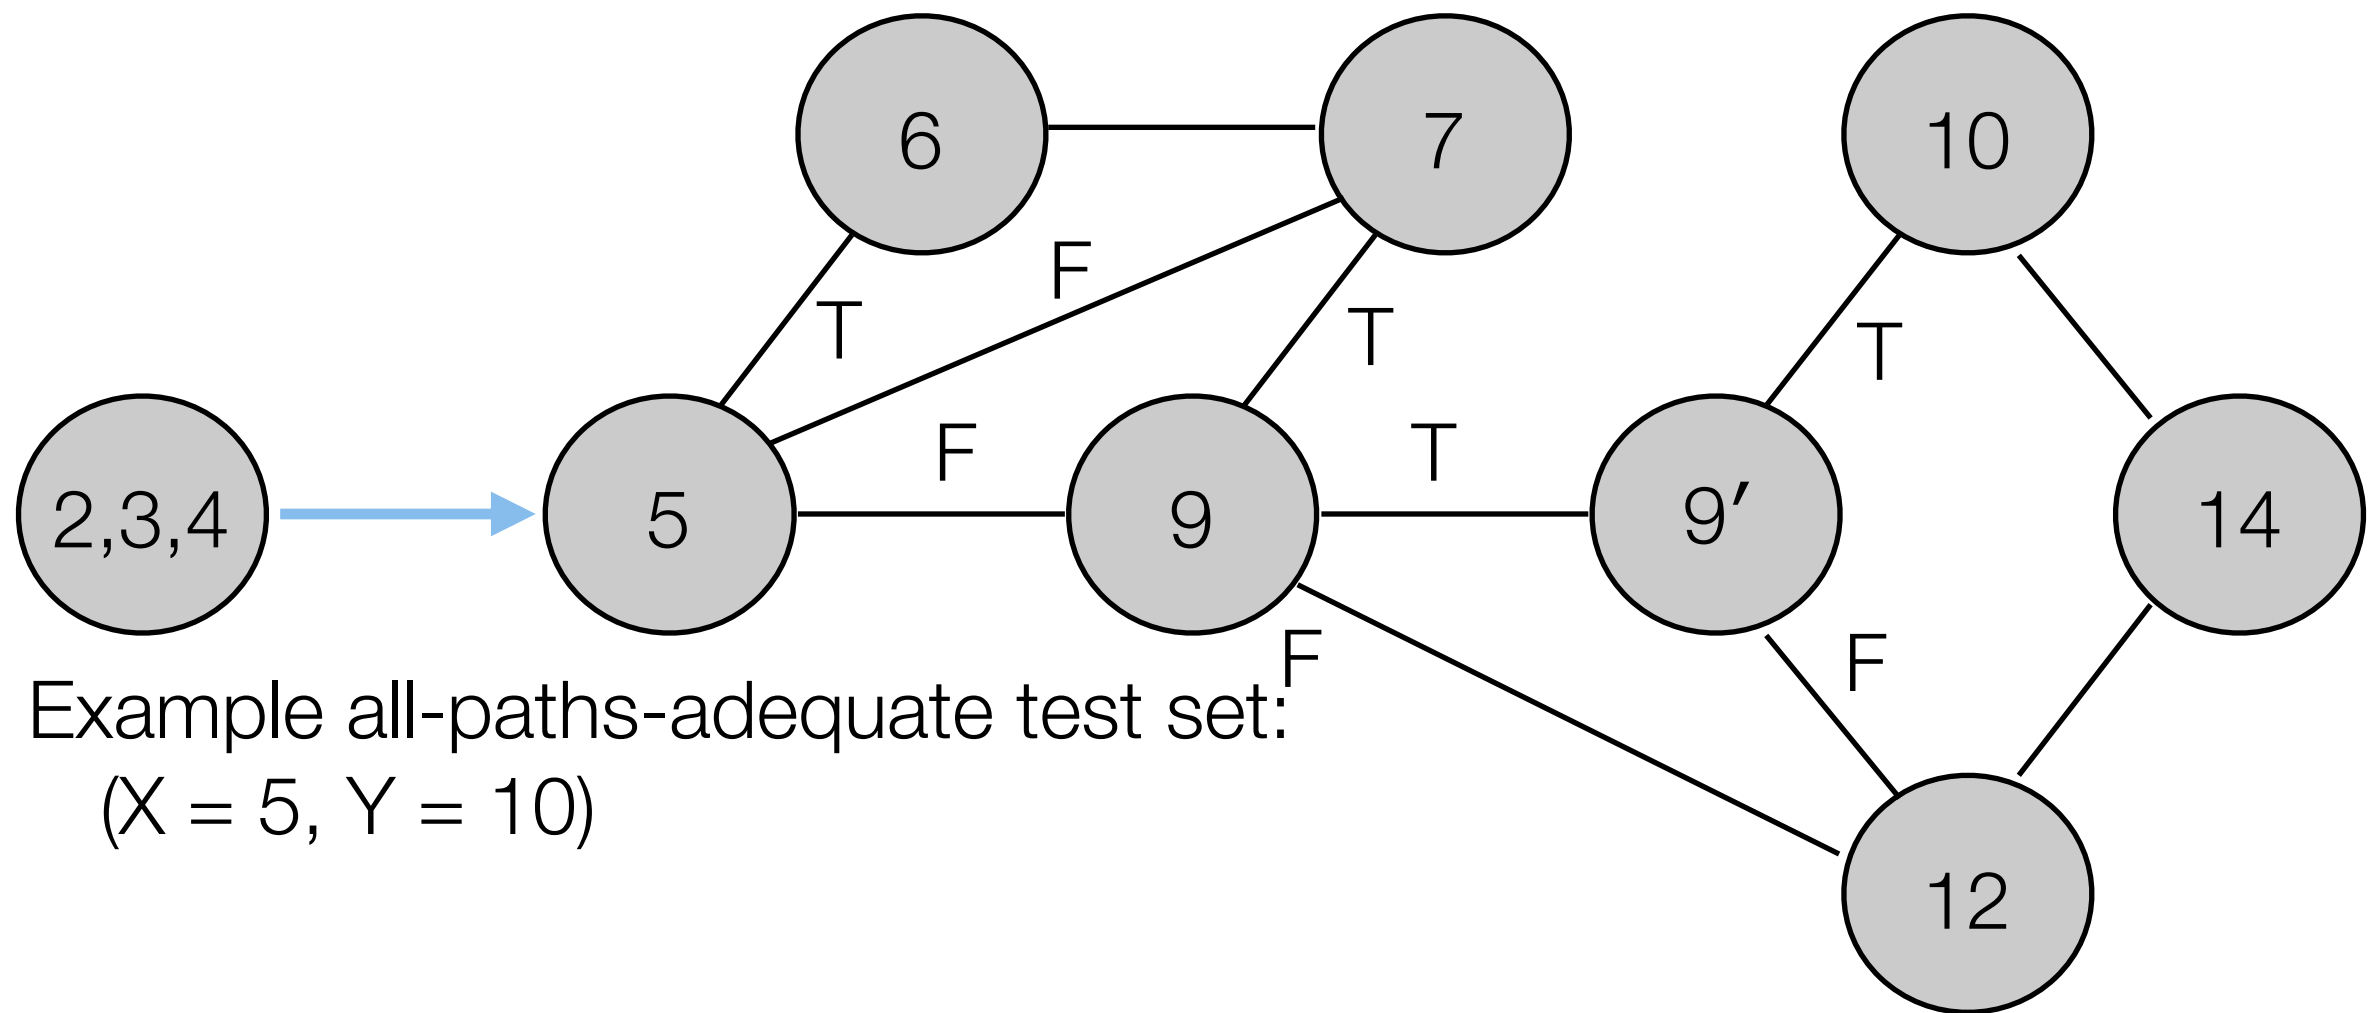 6
7
10
F
T
T
T
F
T
2,3,4
5
9
9′
14
F
F
Example all-paths-adequate test set:
(X = 5, Y = 10)
12